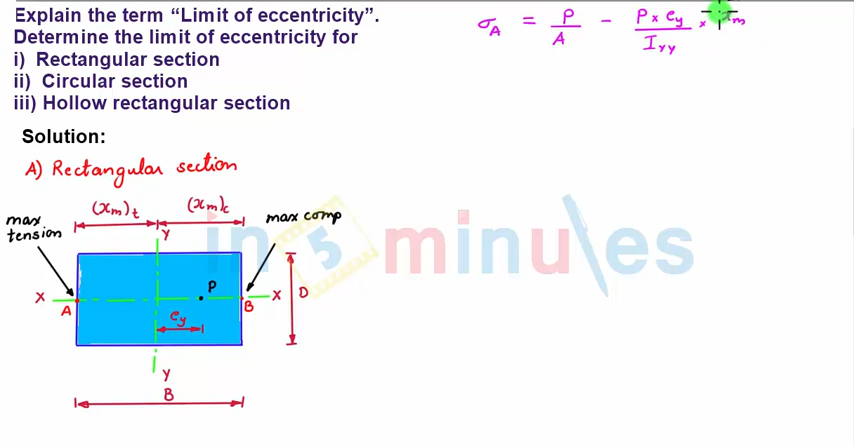 Explain the term “Limit of eccentricity”.
Determine the limit of eccentricity for
i) Rectangular section
ii) Circular section
iii) Hollow rectangular section
Solution:
A) Rectangular section
σA = P/A - P × ey/IYY × xm
(xm)t (xm)c
max tension
max comp
Y
X A P B X D
ey
Y
B
in 5 minutes